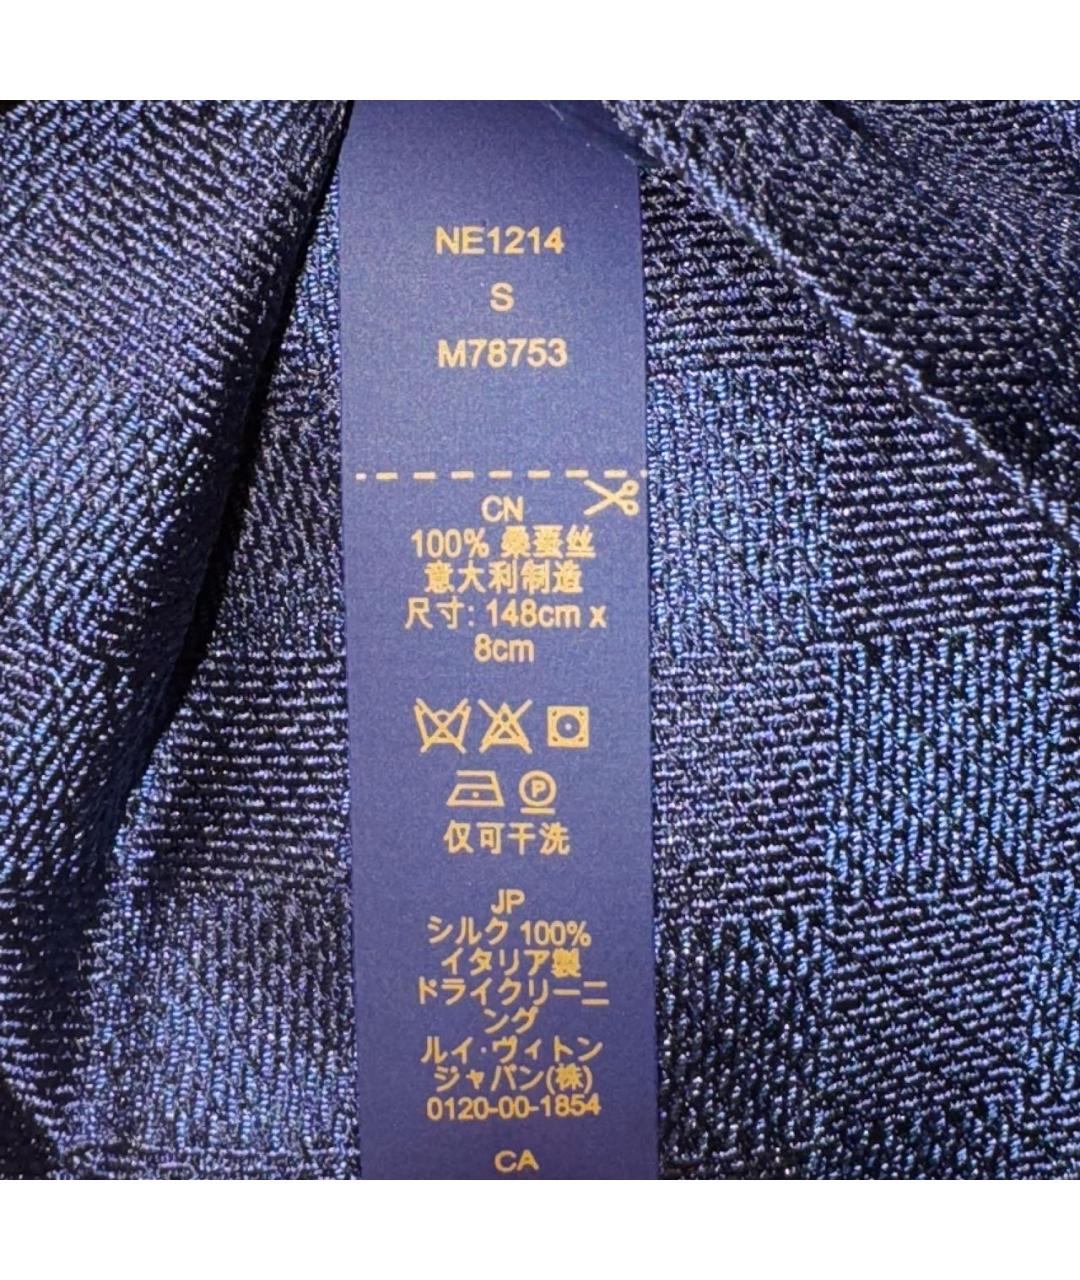 NE1214
S
M78753
CN
100% 桑蚕丝
意大利制造
尺寸: 148cm x
8cm
P
仅可干洗
JP
シルク 100%
イタリア製
ドライクリーニ
ング
ルイ·ヴィトン
ジャパン(株)
0120-00-1854
CA